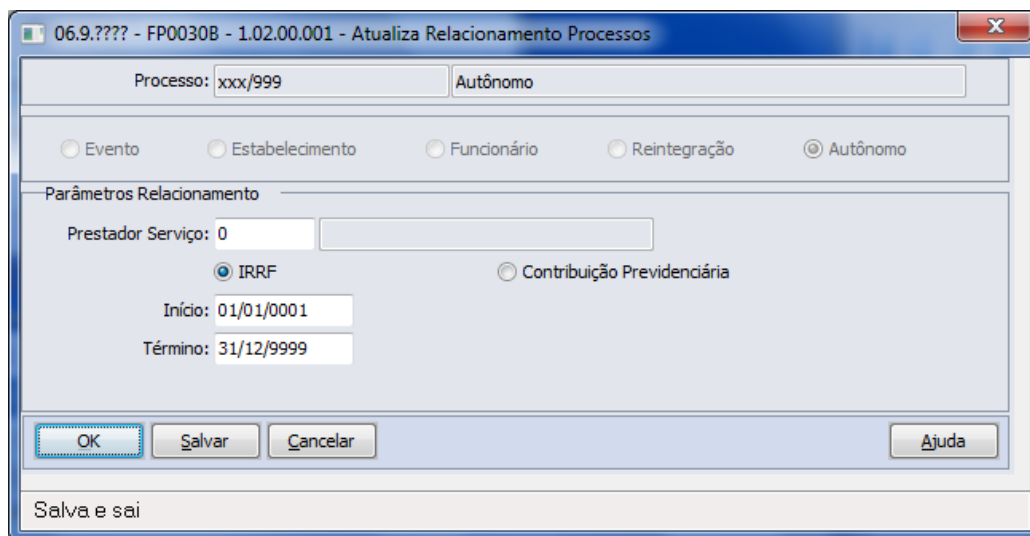 06.9.???? - FP0030B - 1.02.00.001 - Atualiza Relacionamento Processos
Processo: xxx/999 Autônomo
Evento Estabelecimento Funcionário Reintegração Autônomo
Parâmetros Relacionamento
Prestador Serviço: 0
IRRF Contribuição Previdenciária
Início: 01/01/0001
Término: 31/12/9999
OK Salvar Cancelar Ajuda
Salva e sai